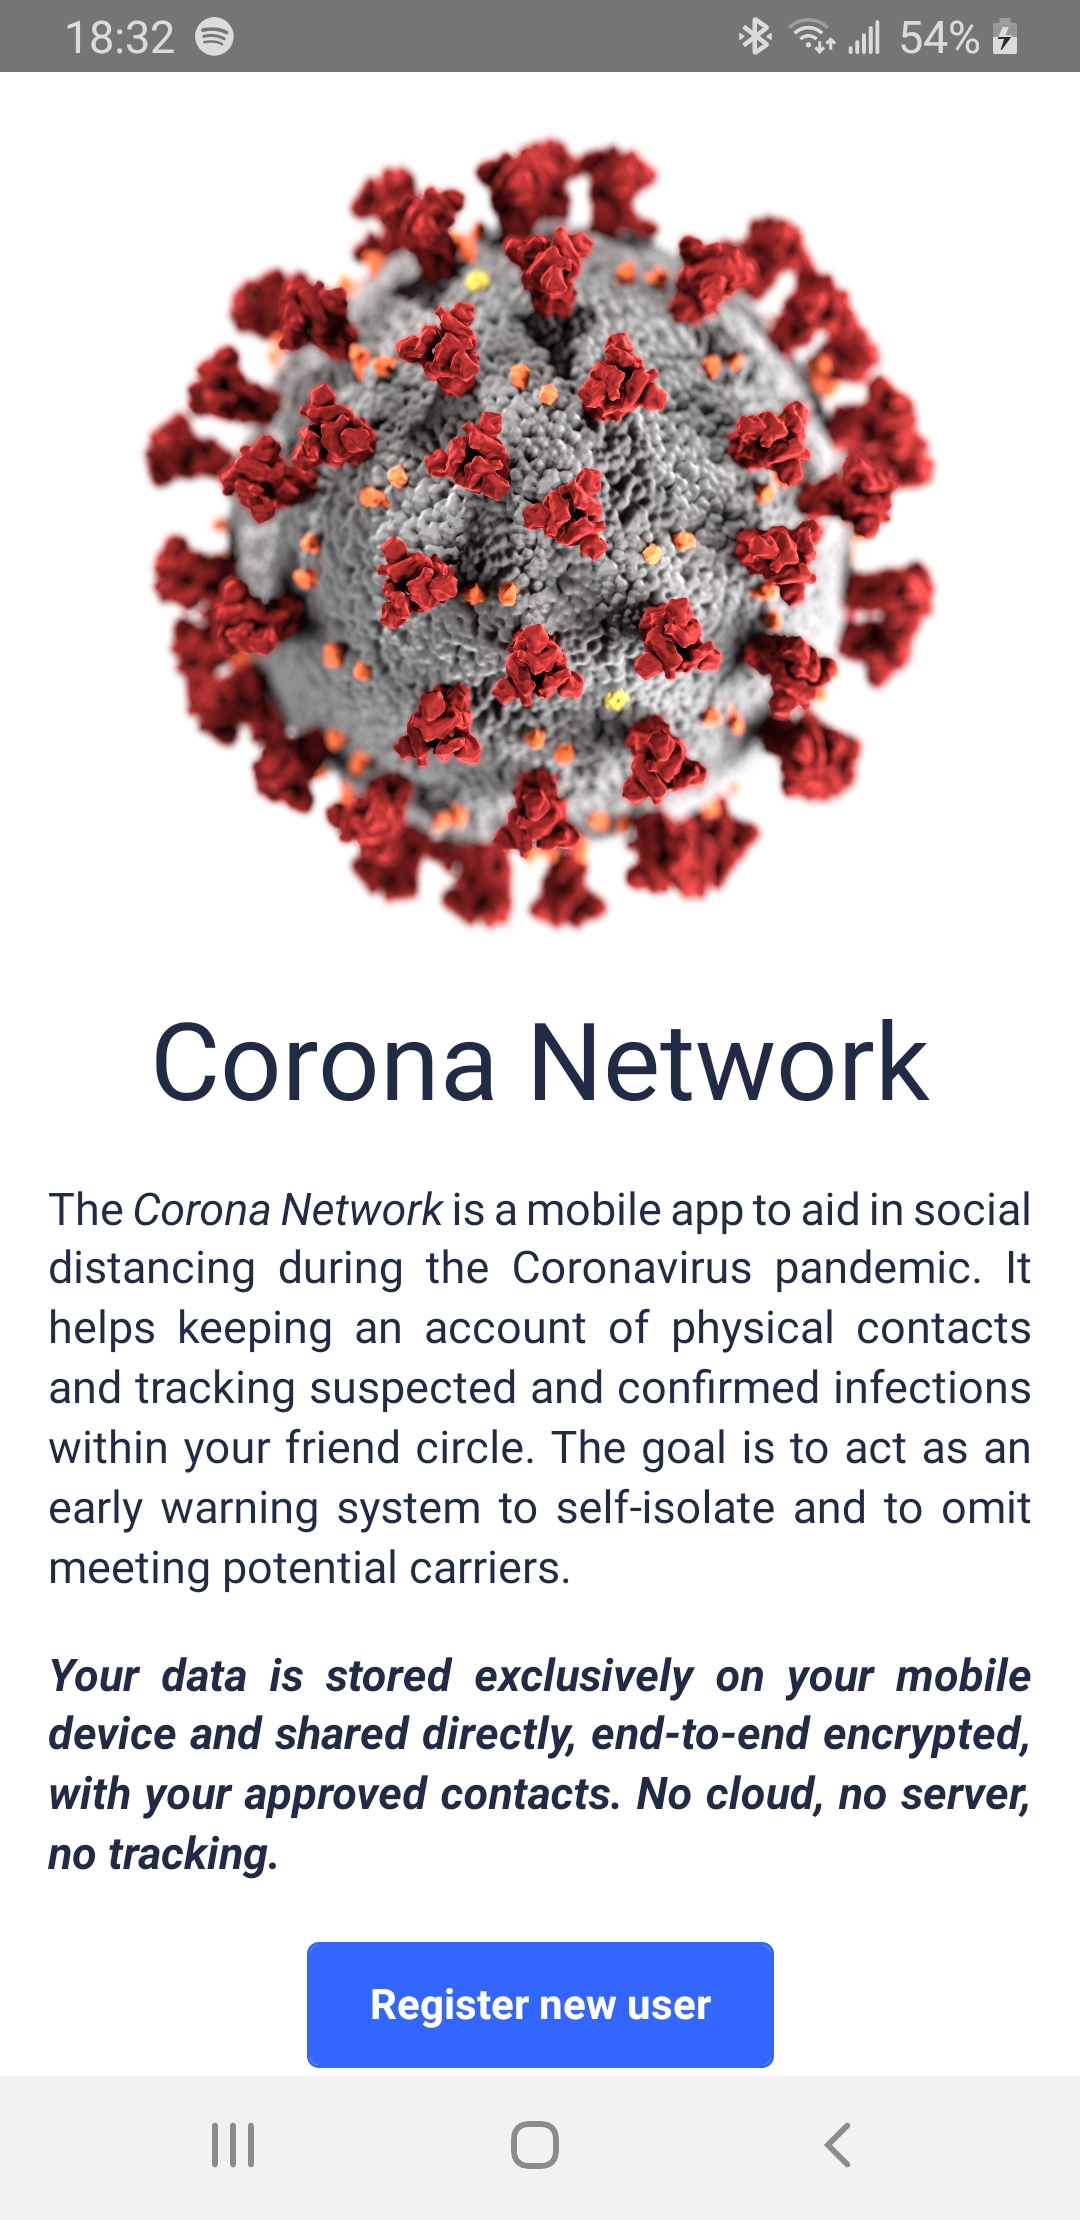 18:32 54%
Corona Network
The Corona Network is a mobile app to aid in social
distancing during the Coronavirus pandemic. It
helps keeping an account of physical contacts
and tracking suspected and confirmed infections
within your friend circle. The goal is to act as an
early warning system to self-isolate and to omit
meeting potential carriers.
Your data is stored exclusively on your mobile
device and shared directly, end-to-end encrypted,
with your approved contacts. No cloud, no server,
no tracking.
Register new user